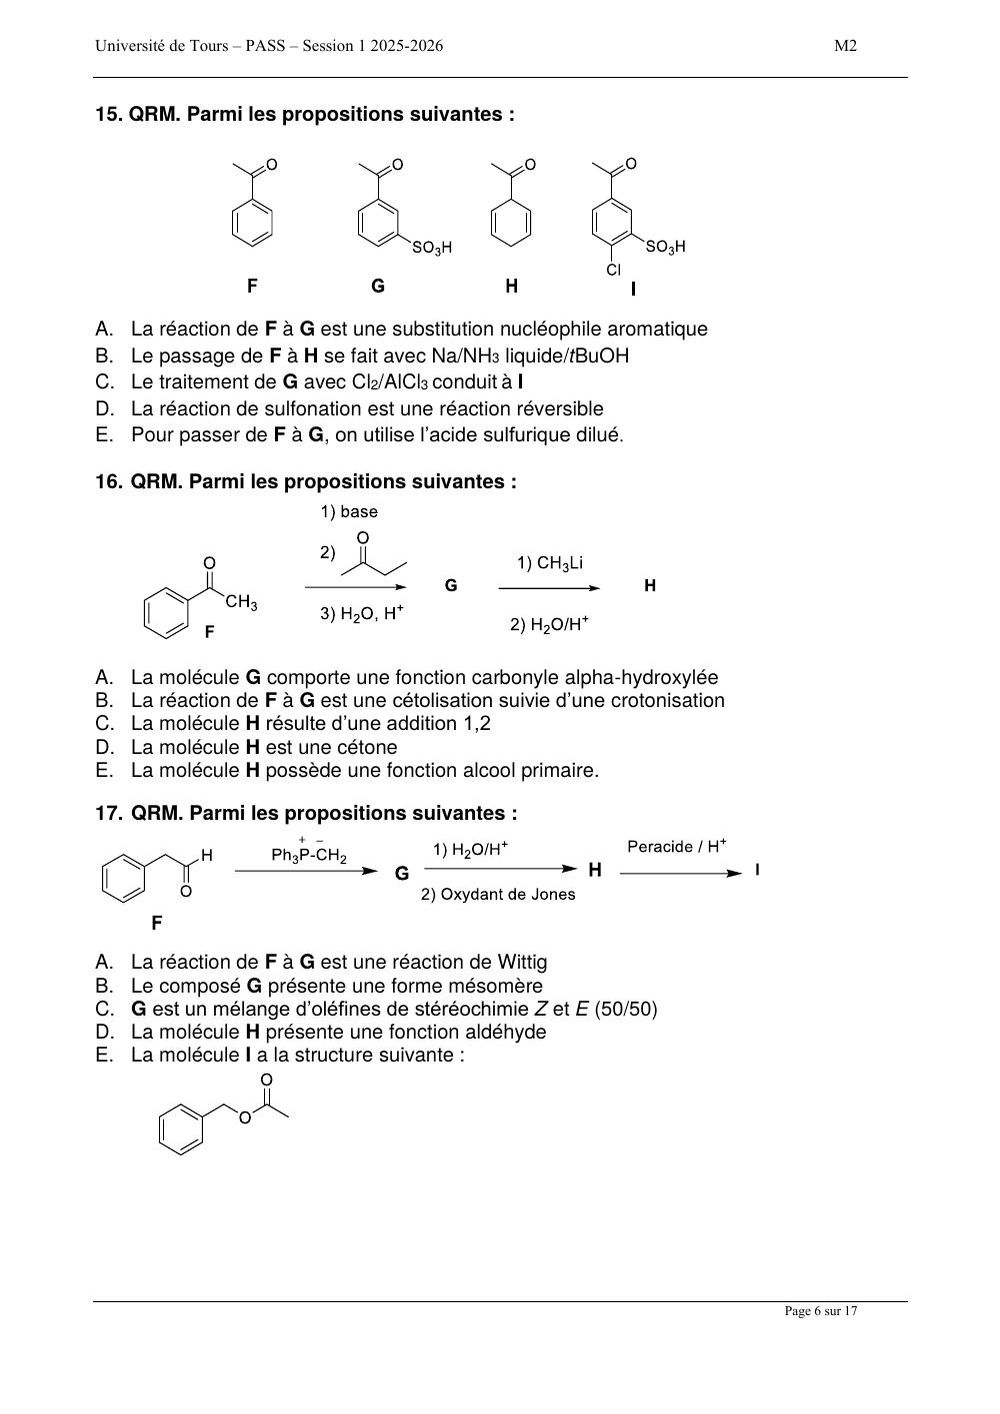 Université de Tours – PASS – Session 1 2025-2026 M2
15. QRM. Parmi les propositions suivantes :
O O O O
SO3H SO3H
Cl
F G H I
A. La réaction de F à G est une substitution nucléophile aromatique
B. Le passage de F à H se fait avec Na/NH3 liquide/tBuOH
C. Le traitement de G avec Cl2/AlCl3 conduit à I
D. La réaction de sulfonation est une réaction réversible
E. Pour passer de F à G, on utilise l'acide sulfurique dilué.
16. QRM. Parmi les propositions suivantes :
1) base
O
2)
O
1) CH3Li
CH3
G H
3) H2O, H+
2) H2O/H+
F
A. La molécule G comporte une fonction carbonyle alpha-hydroxylée
B. La réaction de F à G est une cétolisation suivie d'une crotonisation
C. La molécule H résulte d'une addition 1,2
D. La molécule H est une cétone
E. La molécule H possède une fonction alcool primaire.
17. QRM. Parmi les propositions suivantes :
+ –
H Ph3P-CH2 1) H2O/H+ Peracide / H+
G H I
O 2) Oxydant de Jones
F
A. La réaction de F à G est une réaction de Wittig
B. Le composé G présente une forme mésomère
C. G est un mélange d'oléfines de stéréochimie Z et E (50/50)
D. La molécule H présente une fonction aldéhyde
E. La molécule I a la structure suivante :
O
O
Page 6 sur 17